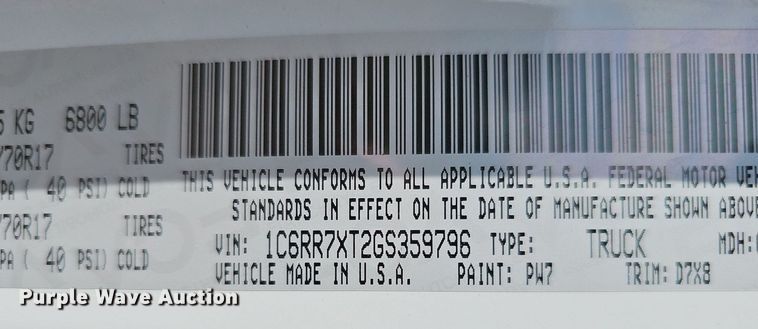 5 KG 6800 LB
/70R17 TIRES
PA ( 40 PSI) COLD
/70R17 TIRES
PA ( 40 PSI) COLD
THIS VEHICLE CONFORMS TO ALL APPLICABLE U.S.A. FEDERAL MOTOR VEH
STANDARDS IN EFFECT ON THE DATE OF MANUFACTURE SHOWN ABOVE
VIN: 1C6RR7XT2GS359796 TYPE: TRUCK MDH:
VEHICLE MADE IN U.S.A. PAINT: PW7 TRIM: D7X8
Purple Wave Auction